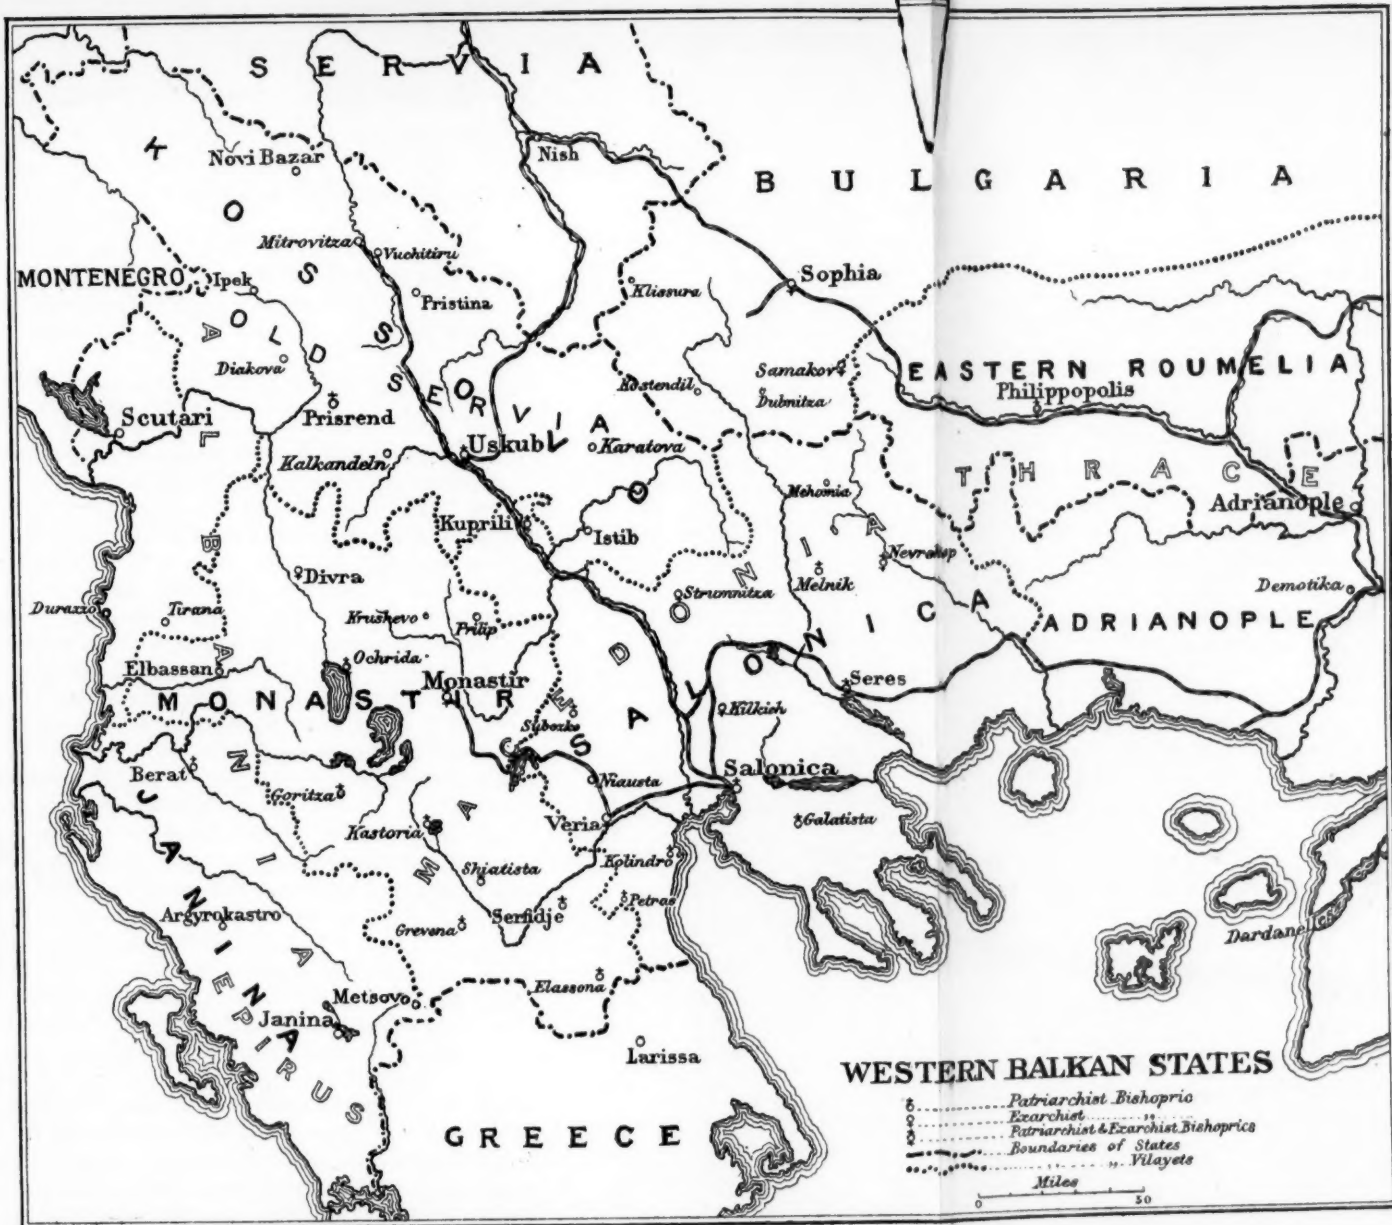 SERVIA
KOSSOVO
Novi Bazar
Nish
BULGARIA
Mitrovitza
Vuchitiru
MONTENEGRO
Ipek
Pristina
Klissura
Sophia
OLD SERVIA
Diakova
Kostendil
Samakov
Dubnitza
EASTERN ROUMELIA
Philippopolis
Scutari
Prisrend
Uskub
Karatova
Kalkandeln
THRACE
Mehomia
Adrianople
Kuprili
Istib
Nevrokop
ALBANIA
Divra
Melnik
Strumnitza
Demotika
Durazzo
Tirana
Krushevo
Prilip
ADRIANOPLE
SALONICA
Elbassan
Ochrida
MONASTIR
Monastir
Seres
Kilkich
Subozko
MACEDONIA
Berat
Goritza
Niausta
Salonica
Kastoria
Veria
Galatista
JANINA
Shiatista
Kolindro
Argyrokastro
Grevena
Serfidje
Petras
Dardanelles
Elassona
Metsovo
Janina
EPIRUS
Larissa
GREECE
WESTERN BALKAN STATES
Patriarchist Bishopric
Exarchist „
Patriarchist & Exarchist Bishoprics
Boundaries of States
„ „ Vilayets
Miles
50